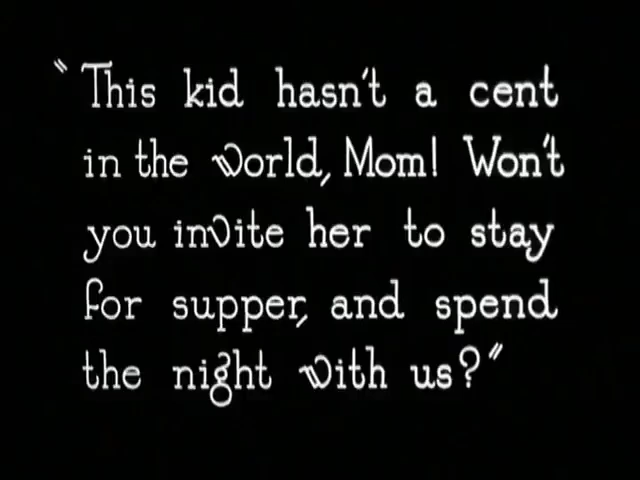 "This kid hasn't a cent
in the world, Mom! Won't
you invite her to stay
for supper, and spend
the night with us?"